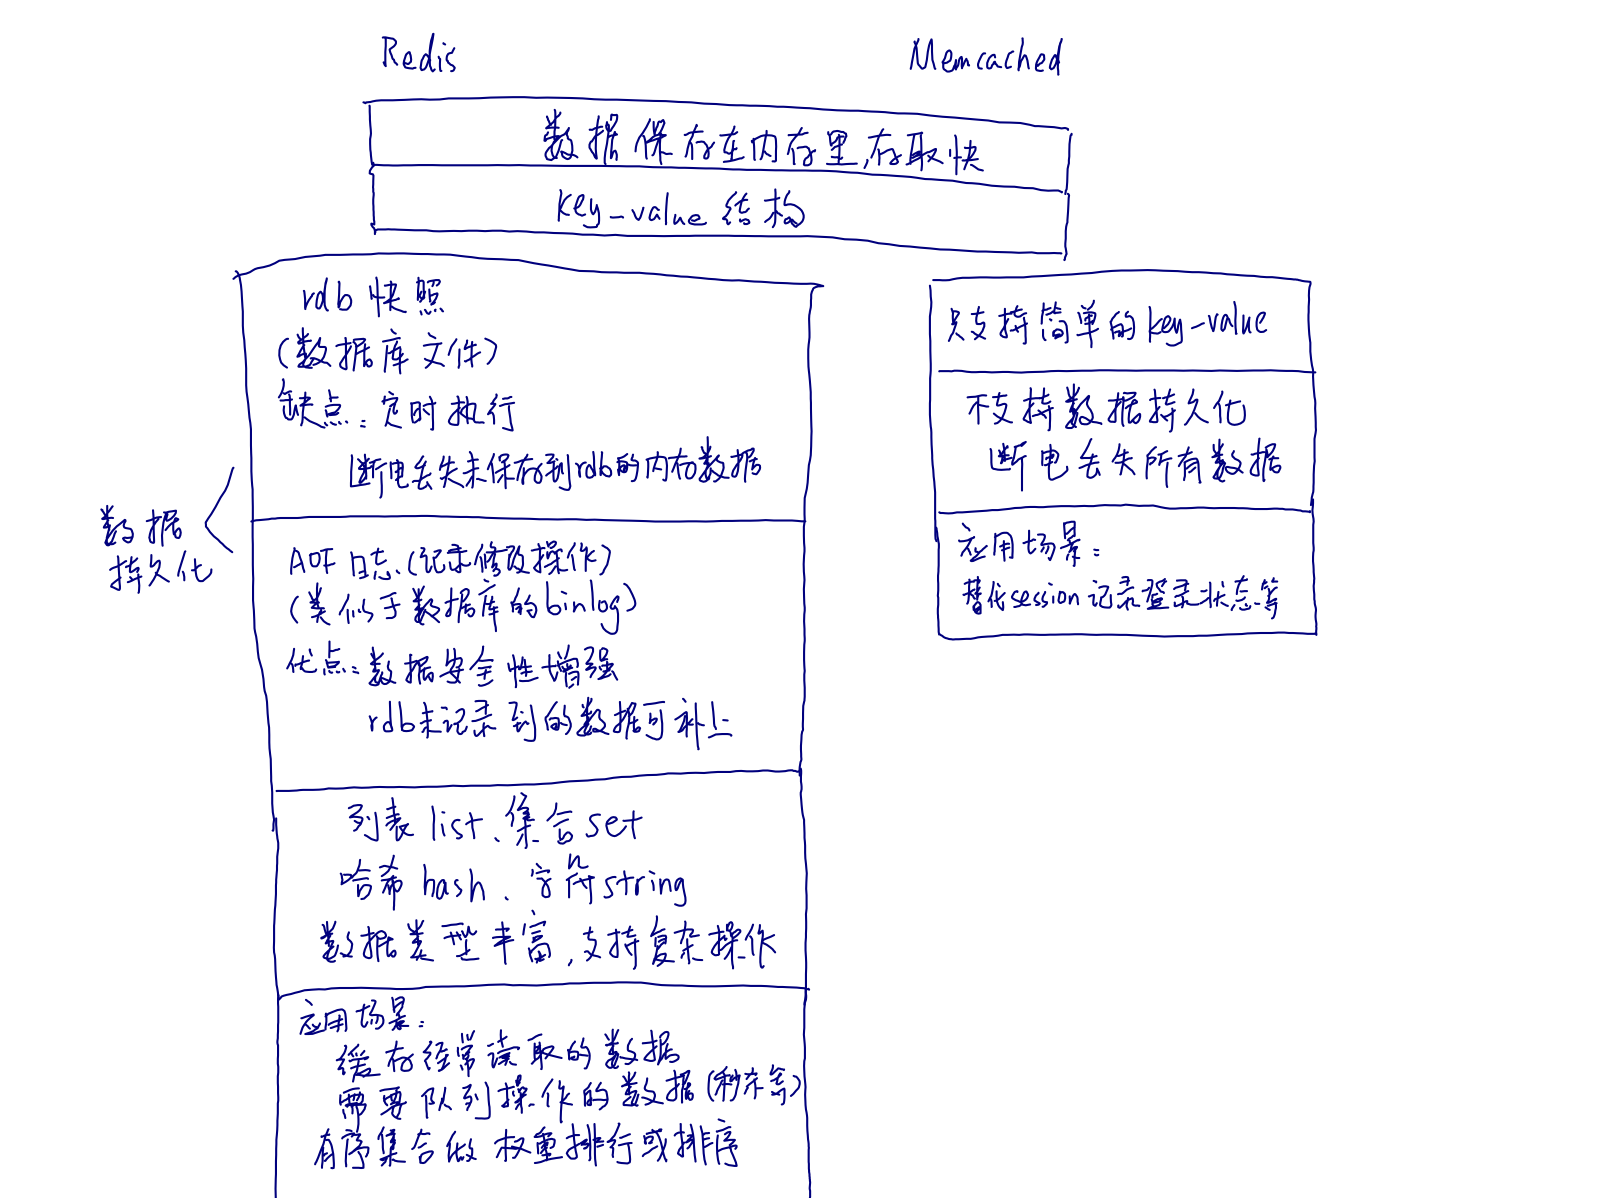 Redis
Memcached
数据保存在内存里,存取快
key-value 结构
rdb 快照
(数据库文件)
缺点:定时执行
断电丢失未保存到rdb的内存数据
数据
持久化
AOF 日志.(记录修改操作)
(类似于数据库的binlog)
优点:数据安全性增强
rdb未记录到的数据可补上
列表 list、集合 set
哈希 hash、字符 string
数据类型丰富,支持复杂操作
应用场景:
缓存经常读取的数据
需要队列操作的数据(秒杀等)
有序集合做 权重排行或排序
只支持简单的key-value
不支持数据持久化
断电丢失所有数据
应用场景:
替代session记录登录状态等